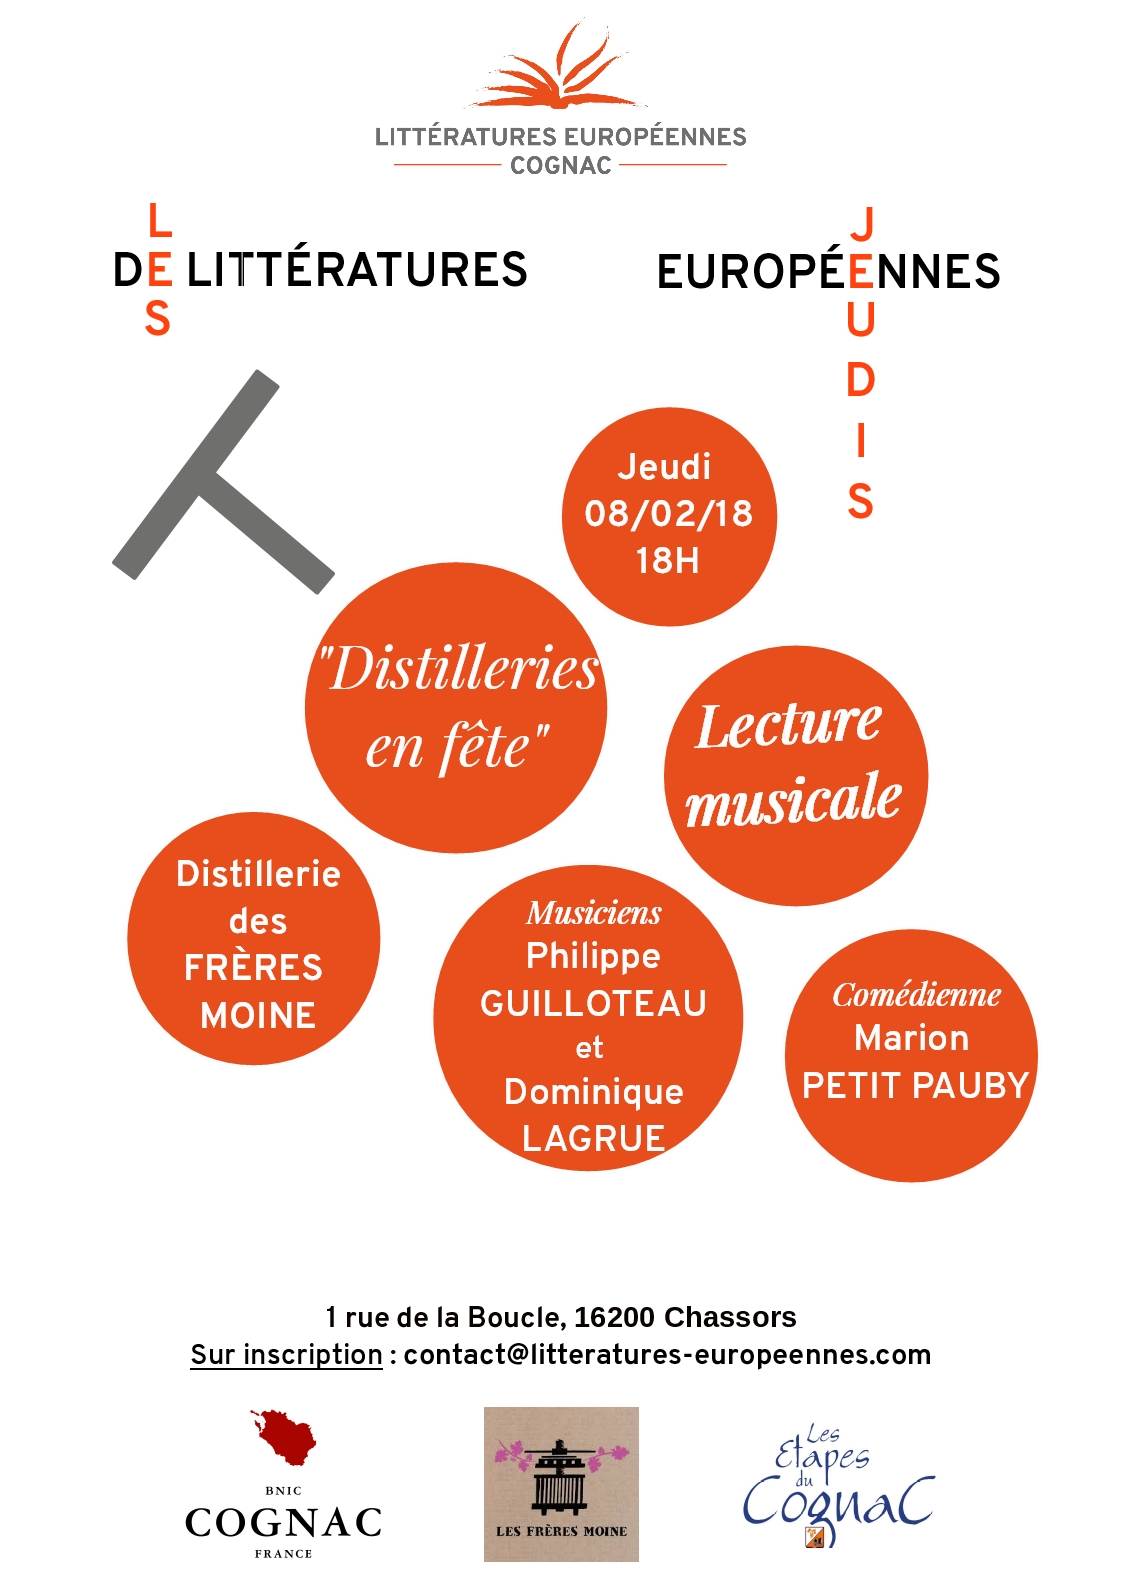 LITTÉRATURES EUROPÉENNES
COGNAC
LES JEUDIS
DE LITTÉRATURES EUROPÉENNES
Jeudi
08/02/18
18H
"Distilleries
en fête"
Lecture
musicale
Distillerie
des
FRÈRES
MOINE
Musiciens
Philippe
GUILLOTEAU
et
Dominique
LAGRUE
Comédienne
Marion
PETIT PAUBY
1 rue de la Boucle, 16200 Chassors
Sur inscription : contact@litteratures-europeennes.com
BNIC
COGNAC
FRANCE
LES FRÈRES MOINE
Les
Etapes
du
Cognac